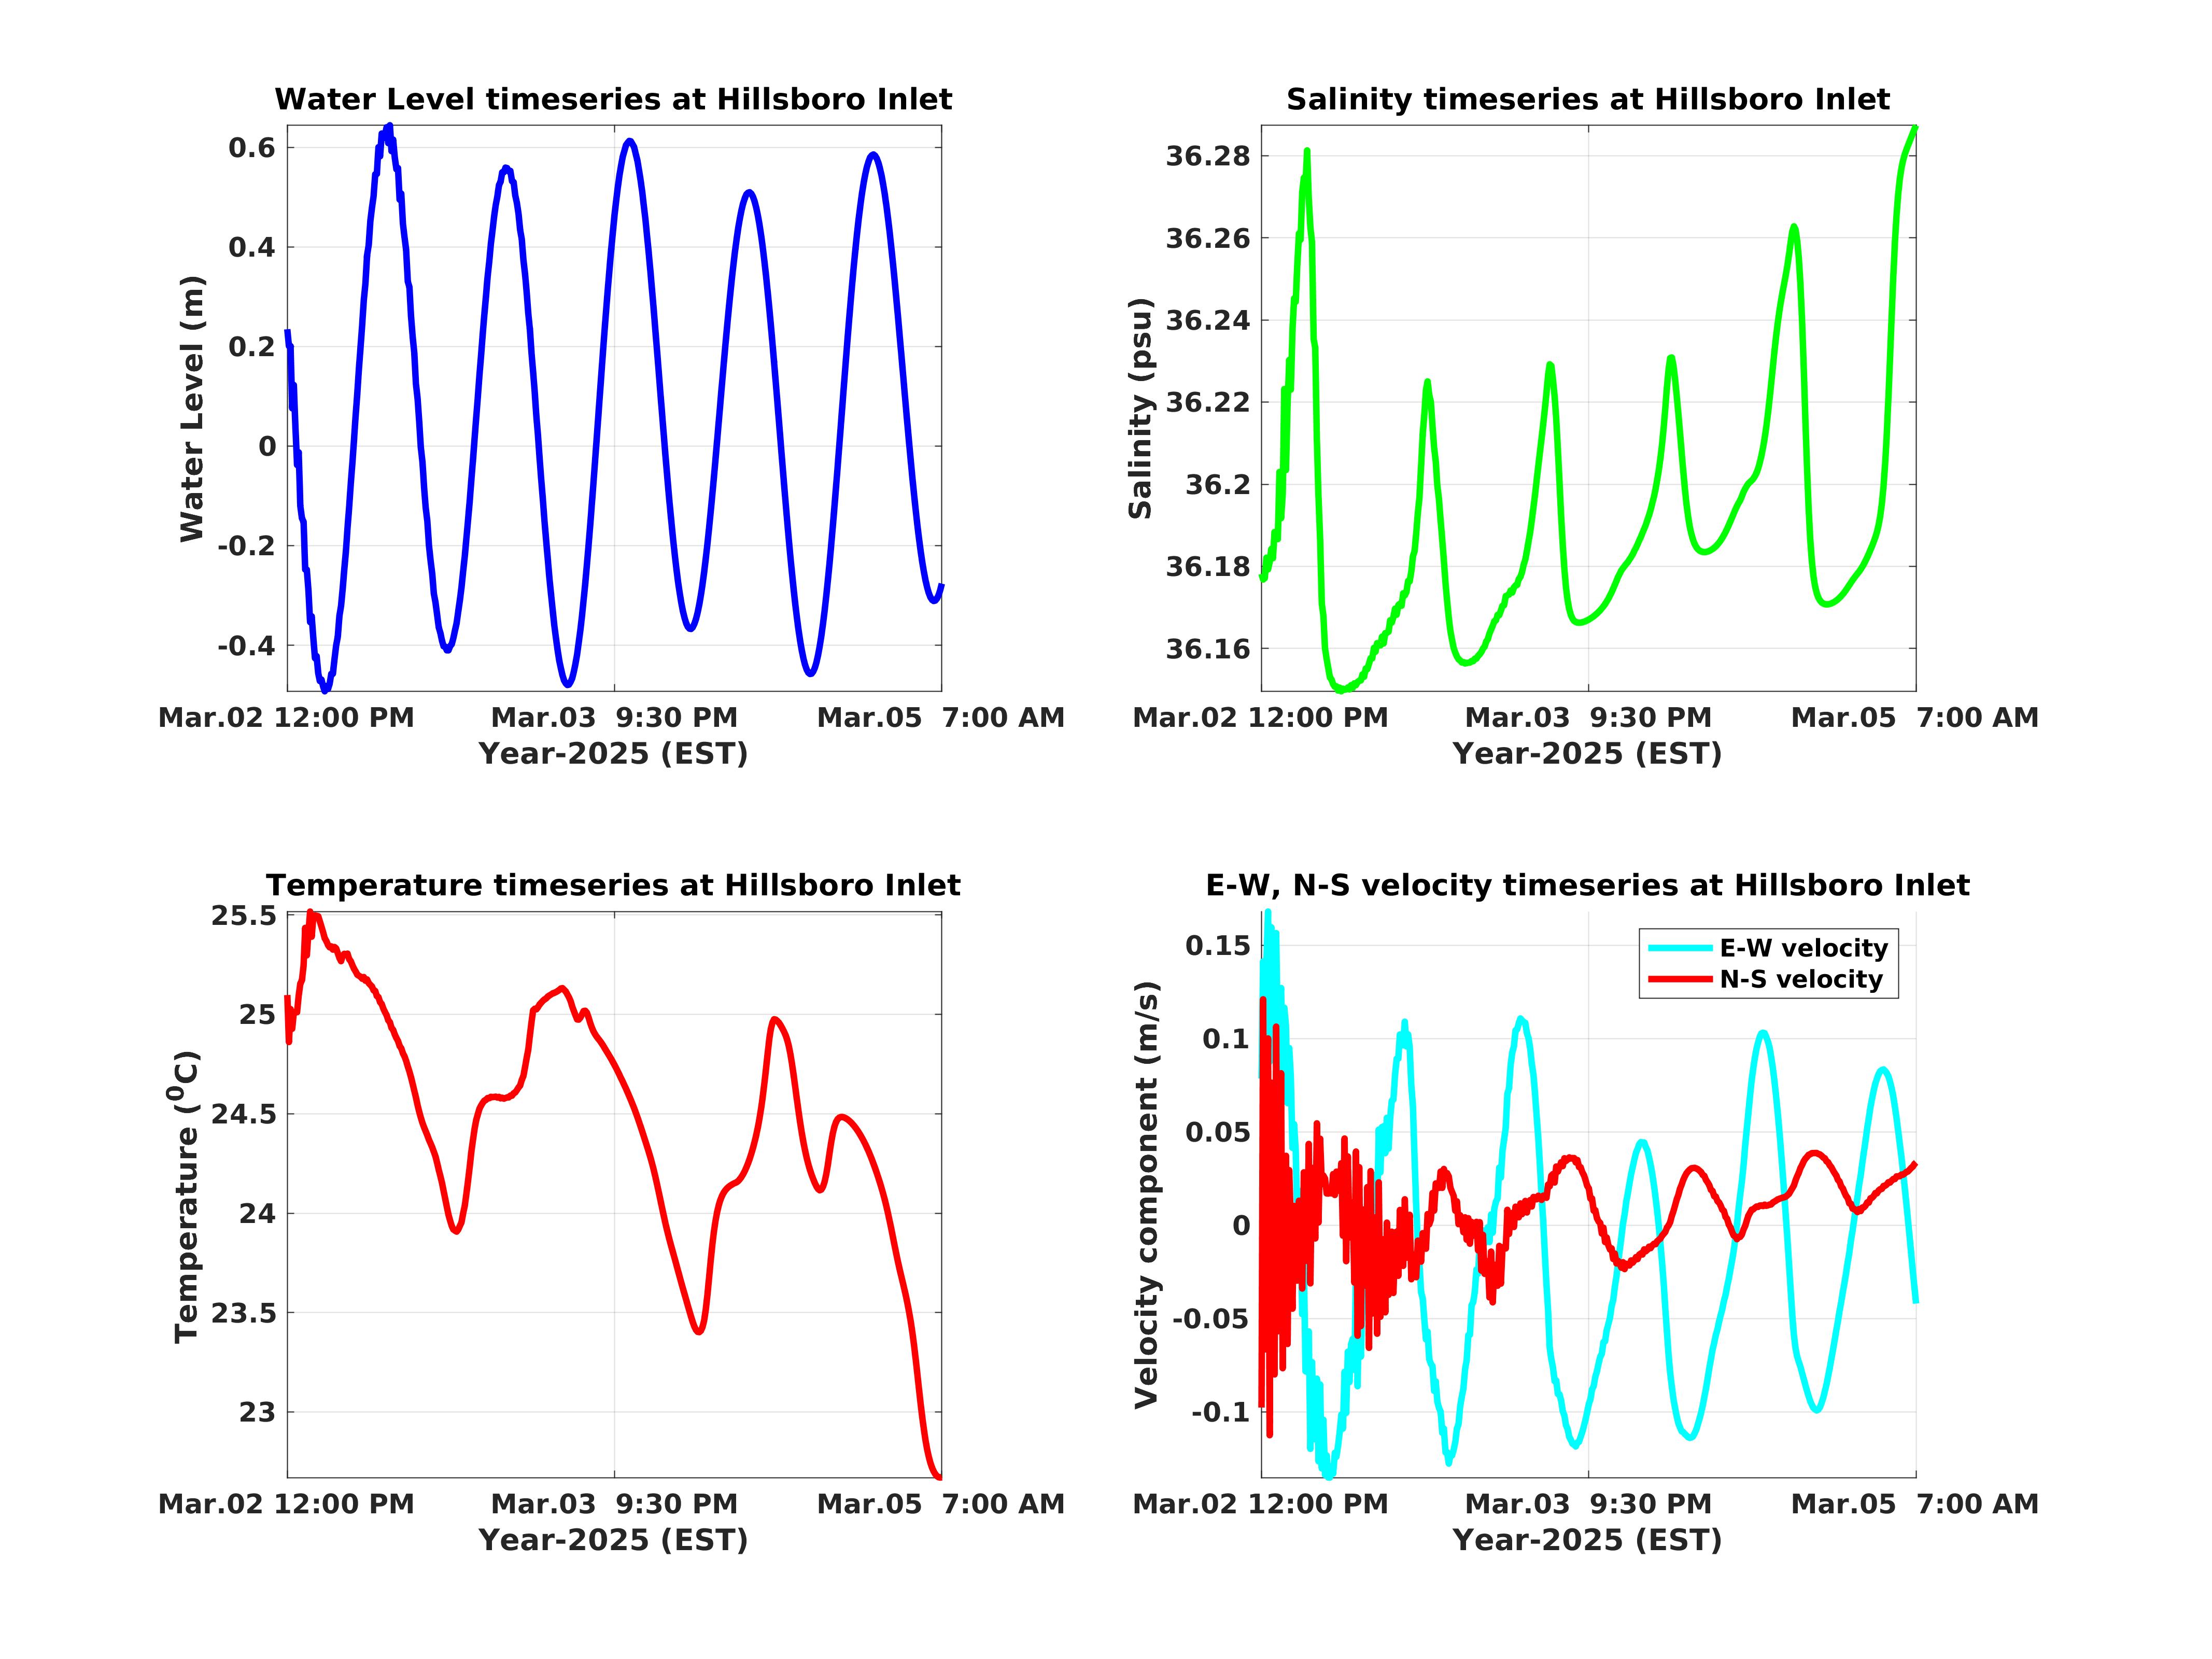 Water Level timeseries at Hillsboro Inlet
Water Level (m)
0.6
0.4
0.2
0
-0.2
-0.4
Mar.02 12:00 PM
Mar.03 9:30 PM
Mar.05 7:00 AM
Year-2025 (EST)
Salinity timeseries at Hillsboro Inlet
Salinity (psu)
36.28
36.26
36.24
36.22
36.2
36.18
36.16
Mar.02 12:00 PM
Mar.03 9:30 PM
Mar.05 7:00 AM
Year-2025 (EST)
Temperature timeseries at Hillsboro Inlet
Temperature (⁰C)
25.5
25
24.5
24
23.5
23
Mar.02 12:00 PM
Mar.03 9:30 PM
Mar.05 7:00 AM
Year-2025 (EST)
E-W, N-S velocity timeseries at Hillsboro Inlet
Velocity component (m/s)
0.15
0.1
0.05
0
-0.05
-0.1
E-W velocity
N-S velocity
Mar.02 12:00 PM
Mar.03 9:30 PM
Mar.05 7:00 AM
Year-2025 (EST)